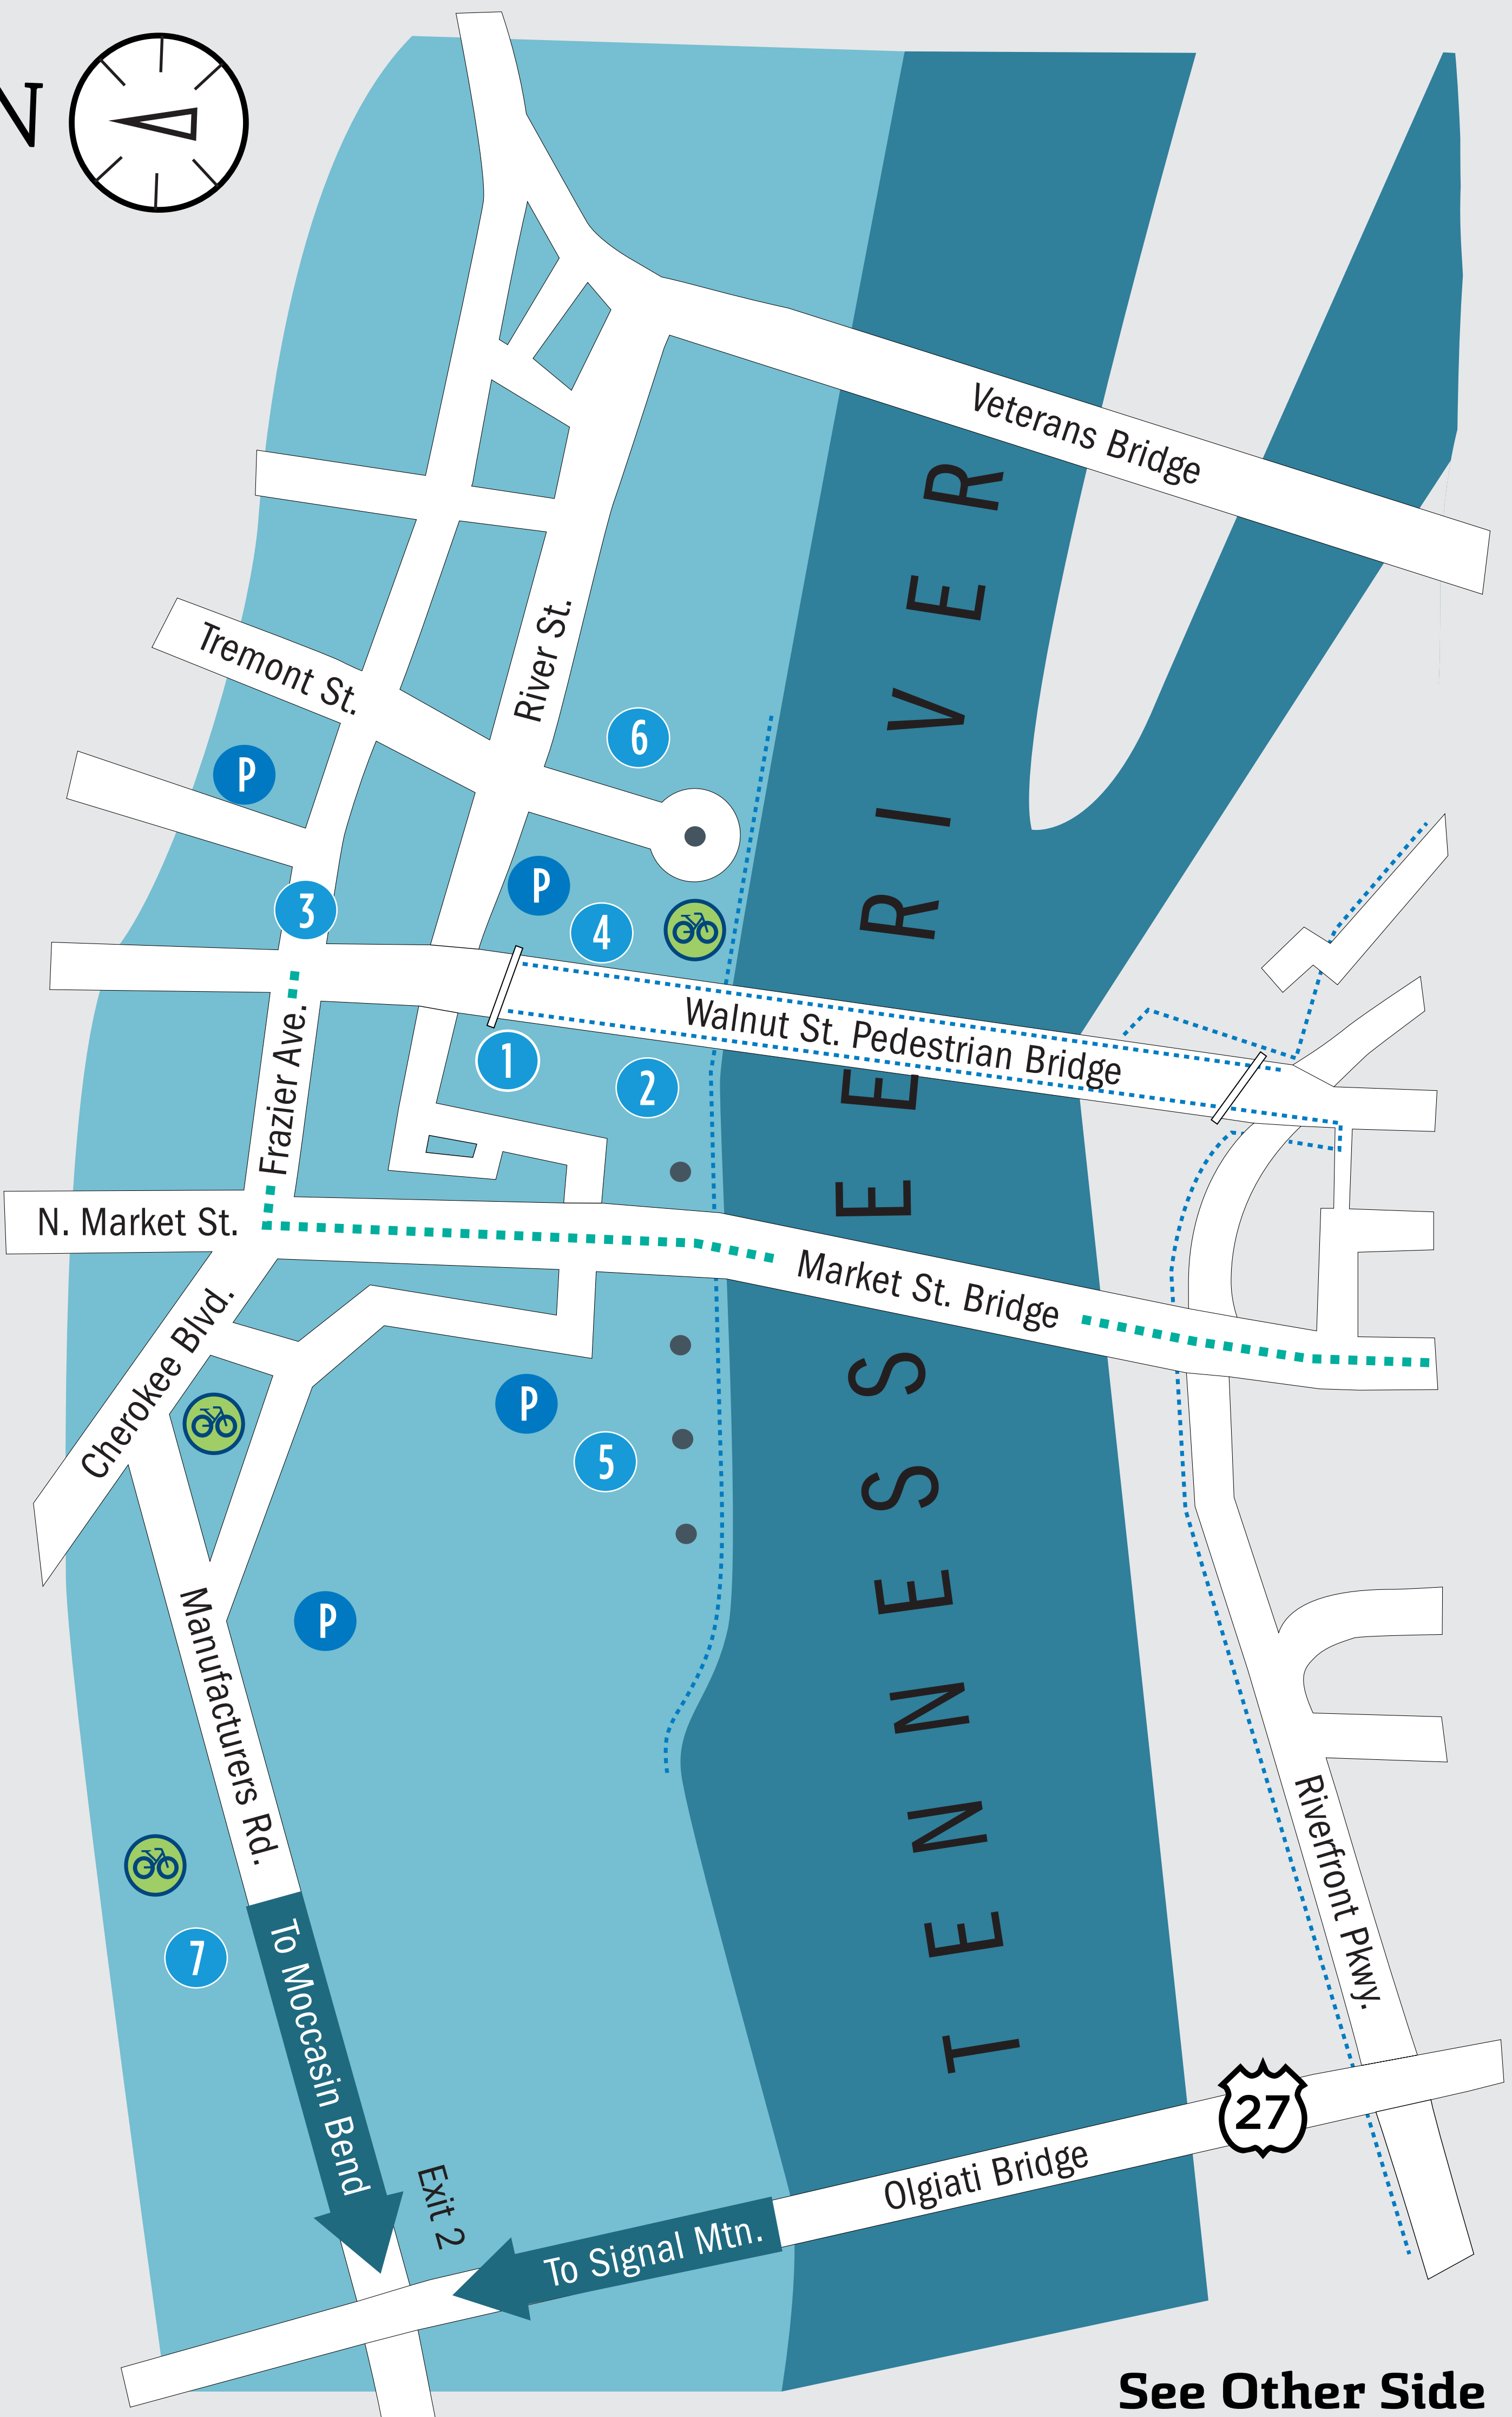 N
Veterans Bridge
TENNESSEE RIVER
River St.
Tremont St.
6
P
P
3
4
Walnut St. Pedestrian Bridge
Frazier Ave.
1
2
N. Market St.
Market St. Bridge
Cherokee Blvd.
P
5
P
Manufacturers Rd.
Riverfront Pkwy.
7
To Moccasin Bend
27
Exit 2
Olgiati Bridge
To Signal Mtn.
See Other Side